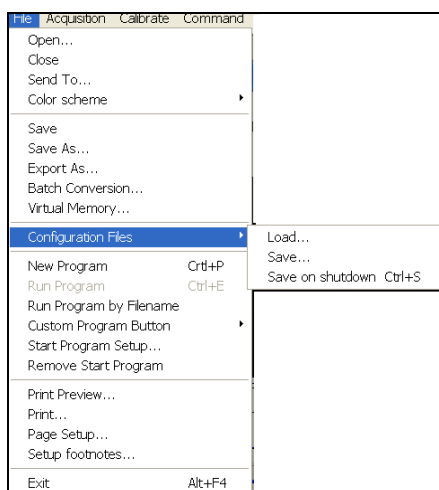 File Acquisition Calibrate Command
Open...
Close
Send To...
Color scheme
Save
Save As...
Export As...
Batch Conversion...
Virtual Memory...
Configuration Files
Load...
Save...
Save on shutdown Ctrl+S
New Program Crtl+P
Run Program Ctrl+E
Run Program by Filename
Custom Program Button
Start Program Setup...
Remove Start Program
Print Preview...
Print...
Page Setup...
Setup footnotes...
Exit Alt+F4